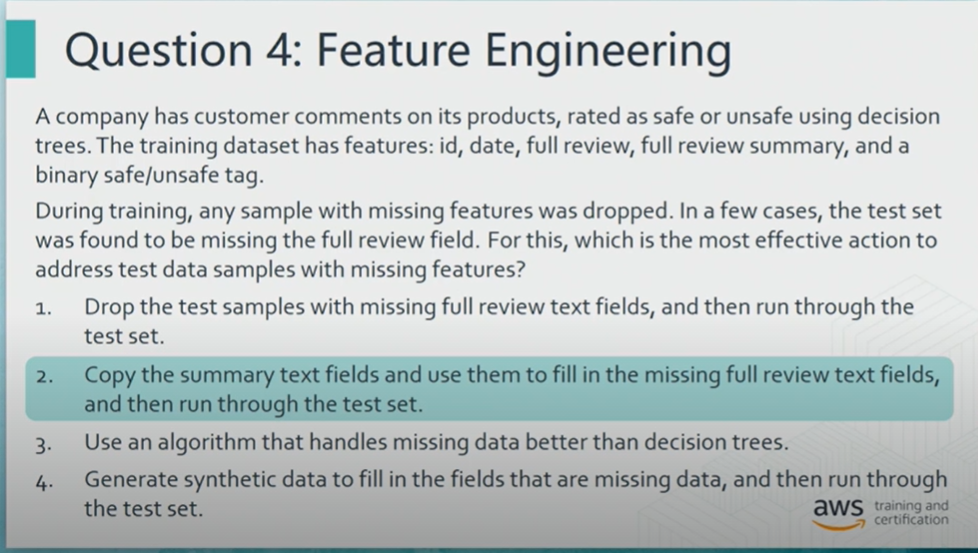 Question 4: Feature Engineering
A company has customer comments on its products, rated as safe or unsafe using decision
trees. The training dataset has features: id, date, full review, full review summary, and a
binary safe/unsafe tag.
During training, any sample with missing features was dropped. In a few cases, the test set
was found to be missing the full review field. For this, which is the most effective action to
address test data samples with missing features?
1. Drop the test samples with missing full review text fields, and then run through the
test set.
2. Copy the summary text fields and use them to fill in the missing full review text fields,
and then run through the test set.
3. Use an algorithm that handles missing data better than decision trees.
4. Generate synthetic data to fill in the fields that are missing data, and then run through
the test set.
aws training and
certification